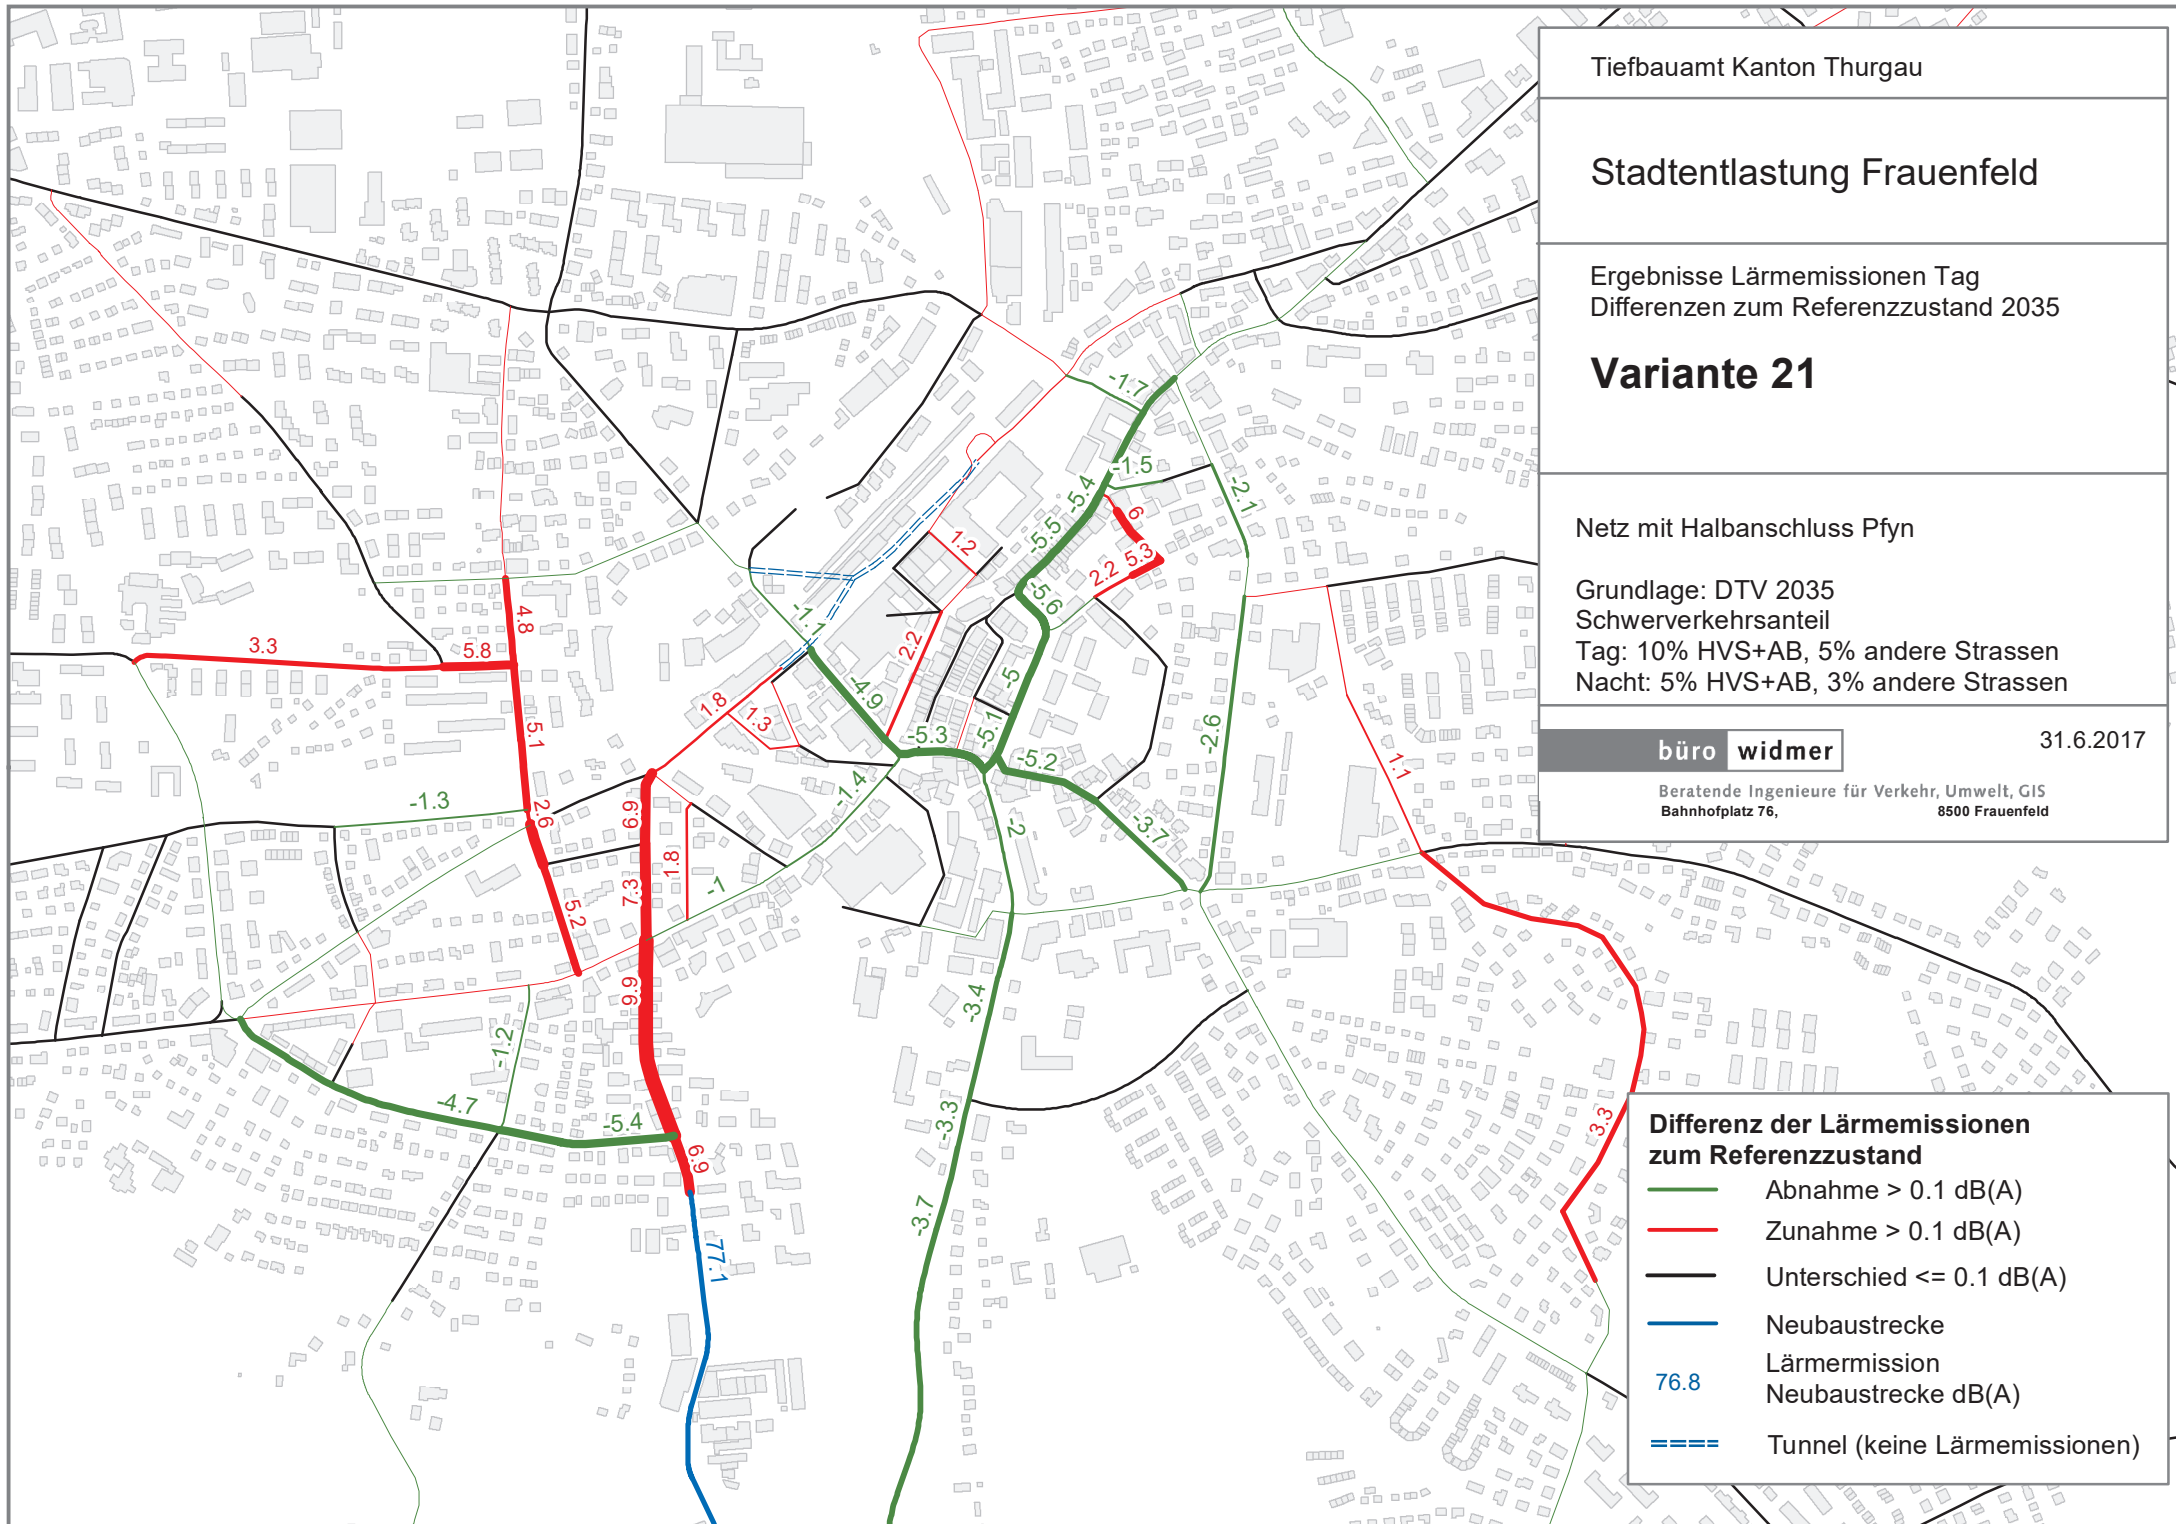 Tiefbauamt Kanton Thurgau
Stadtentlastung Frauenfeld
Ergebnisse Lärmemissionen Tag
Differenzen zum Referenzzustand 2035
Variante 21
Netz mit Halbanschluss Pfyn
Grundlage: DTV 2035
Schwerverkehrsanteil
Tag: 10% HVS+AB, 5% andere Strassen
Nacht: 5% HVS+AB, 3% andere Strassen
büro widmer
31.6.2017
Beratende Ingenieure für Verkehr, Umwelt, GIS
Bahnhofplatz 76, 8500 Frauenfeld
Differenz der Lärmemissionen
zum Referenzzustand
Abnahme > 0.1 dB(A)
Zunahme > 0.1 dB(A)
Unterschied <= 0.1 dB(A)
Neubaustrecke
Lärmermission
76.8 Neubaustrecke dB(A)
Tunnel (keine Lärmemissionen)
-1.7
-1.5
-5.4
-2.1
6
-5.5
1.2
5.3
2.2
-5.6
-1.1
4.8
3.3
5.8
2.2
-5
-4.9
1.8
1.3
5.1
-5.3
-5.1
-5.2
-2.6
1.1
-1.4
-1.3
2.6
6.9
-2
-3.7
1.8
7.3
-1
5.2
9.9
-3.4
-1.2
-4.7
-5.4
-3.3
3.3
6.9
-3.7
77.1